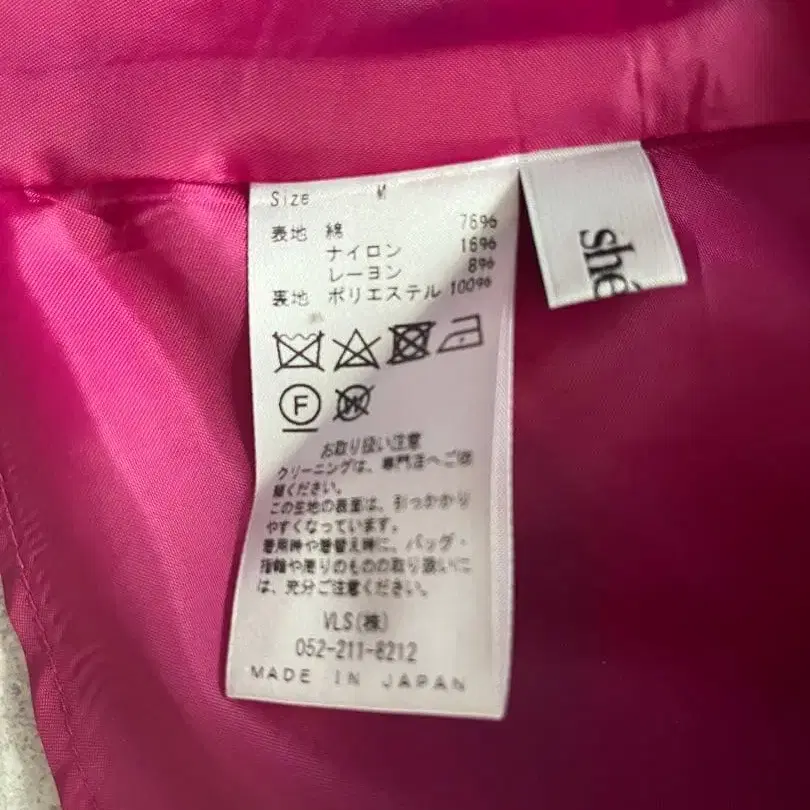 Size M
表地 綿 76%
ナイロン 16%
レーヨン 8%
裏地 ポリエステル 100%
F
W
お取り扱い注意
クリーニングは、専門店へご依
頼ください。
この生地の表面は、引っかかり
やすくなっています。
着用時や着替え時に、バッグ・
指輪や周りのものの取り扱いに
は、充分ご注意ください。
VLS(株)
052-211-8212
MADE IN JAPAN
shé